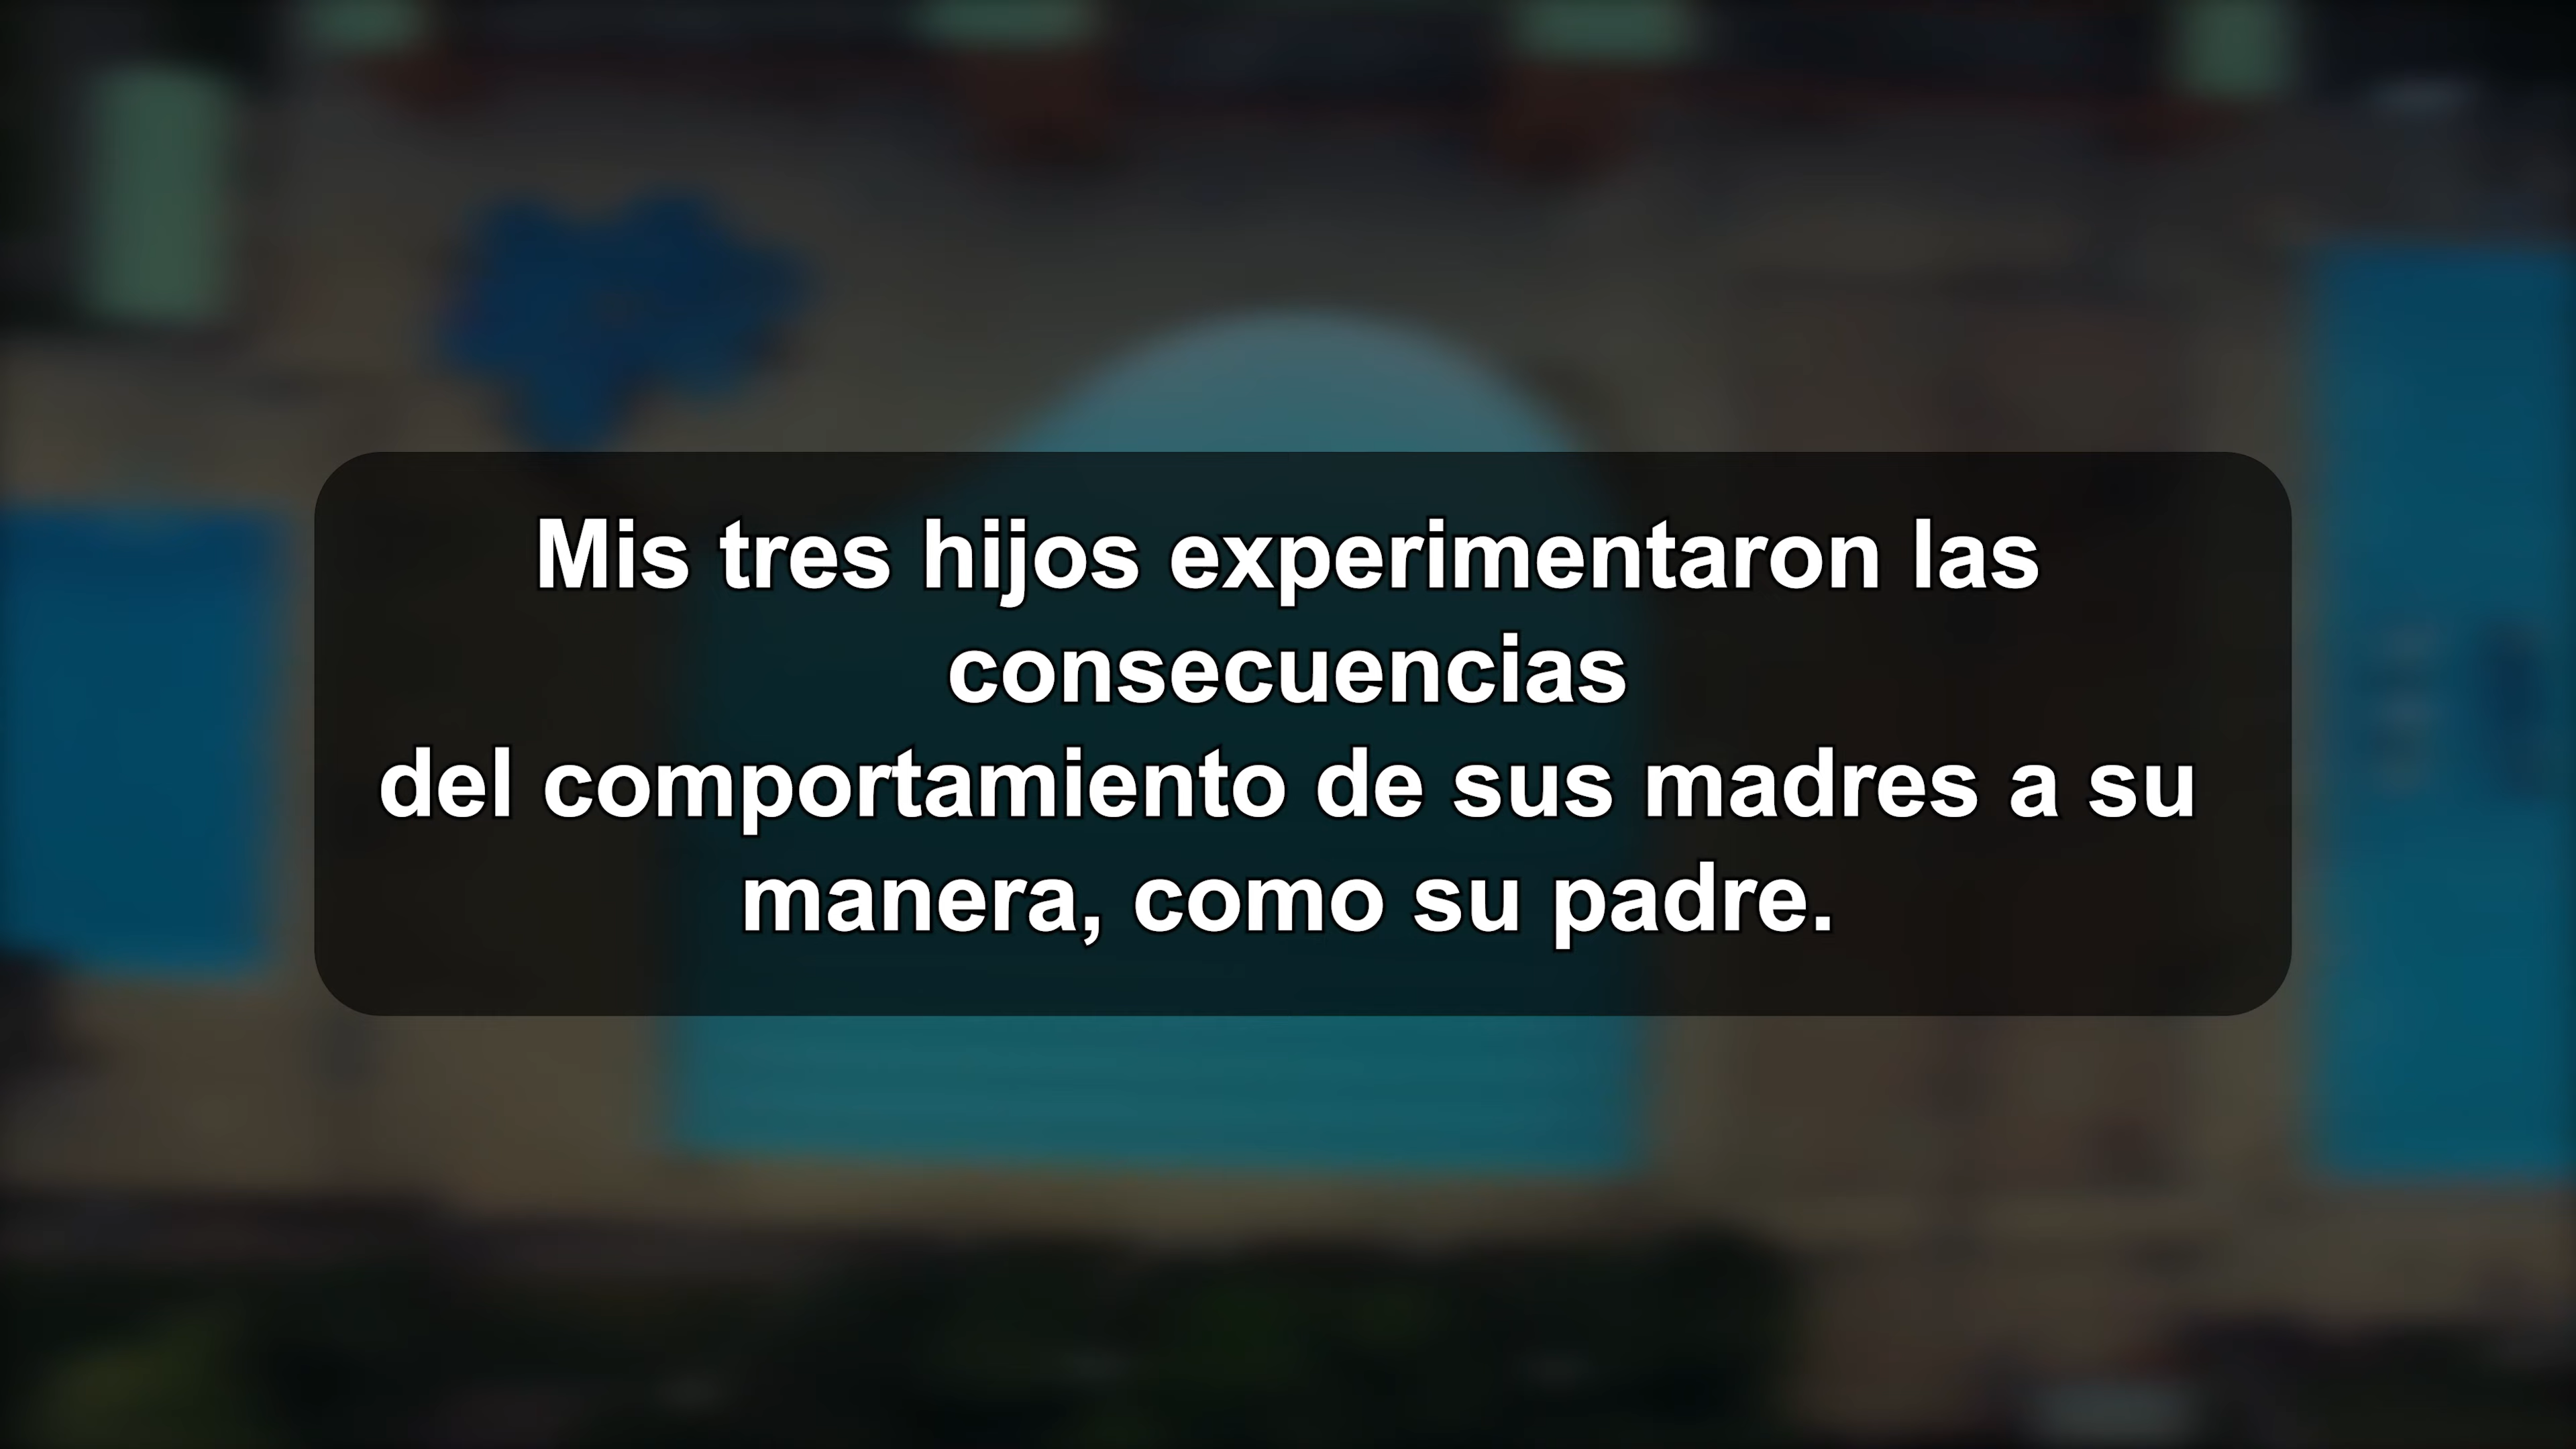 Mis tres hijos experimentaron las
consecuencias
del comportamiento de sus madres a su
manera, como su padre.